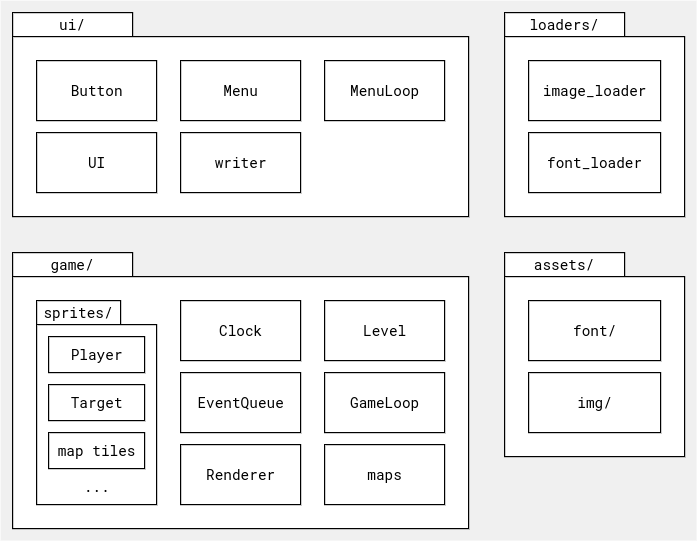 ui/
Button
Menu
MenuLoop
UI
writer
loaders/
image_loader
font_loader
game/
sprites/
Player
Target
map tiles
...
Clock
Level
EventQueue
GameLoop
Renderer
maps
assets/
font/
img/